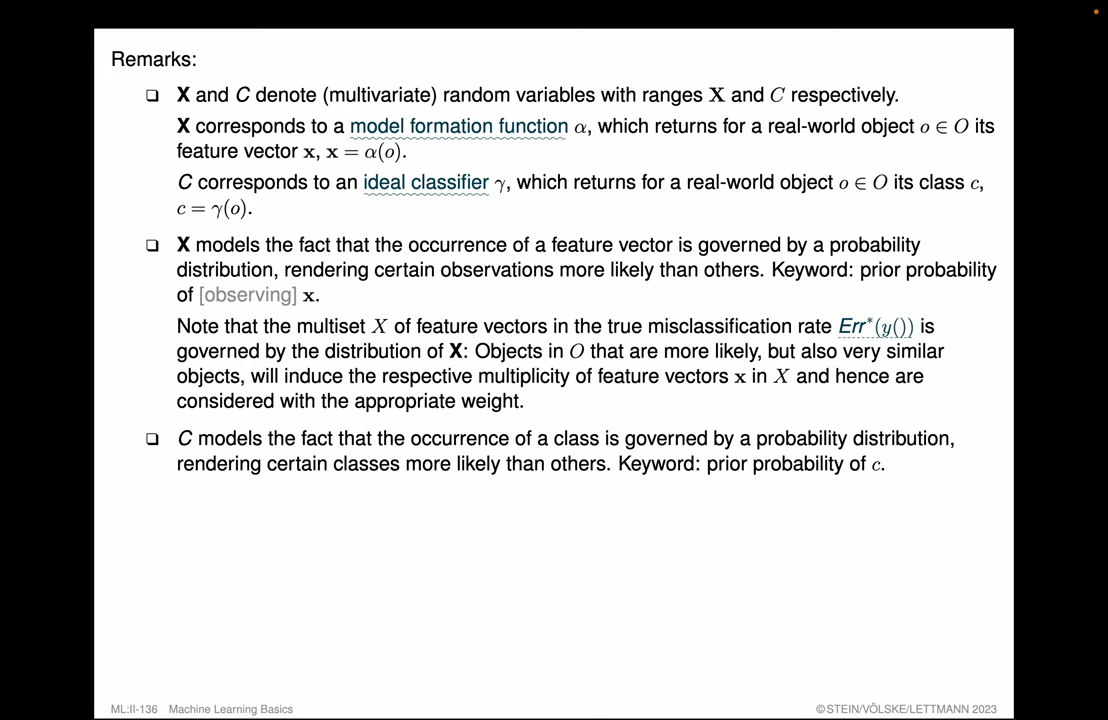 Remarks:
❑ X and C denote (multivariate) random variables with ranges X and C respectively.
X corresponds to a model formation function α, which returns for a real-world object o ∈ O its
feature vector x, x = α(o).
C corresponds to an ideal classifier γ, which returns for a real-world object o ∈ O its class c,
c = γ(o).
❑ X models the fact that the occurrence of a feature vector is governed by a probability
distribution, rendering certain observations more likely than others. Keyword: prior probability
of [observing] x.
Note that the multiset X of feature vectors in the true misclassification rate Err*(y()) is
governed by the distribution of X: Objects in O that are more likely, but also very similar
objects, will induce the respective multiplicity of feature vectors x in X and hence are
considered with the appropriate weight.
❑ C models the fact that the occurrence of a class is governed by a probability distribution,
rendering certain classes more likely than others. Keyword: prior probability of c.
ML:II-136 Machine Learning Basics
©STEIN/VÖLSKE/LETTMANN 2023